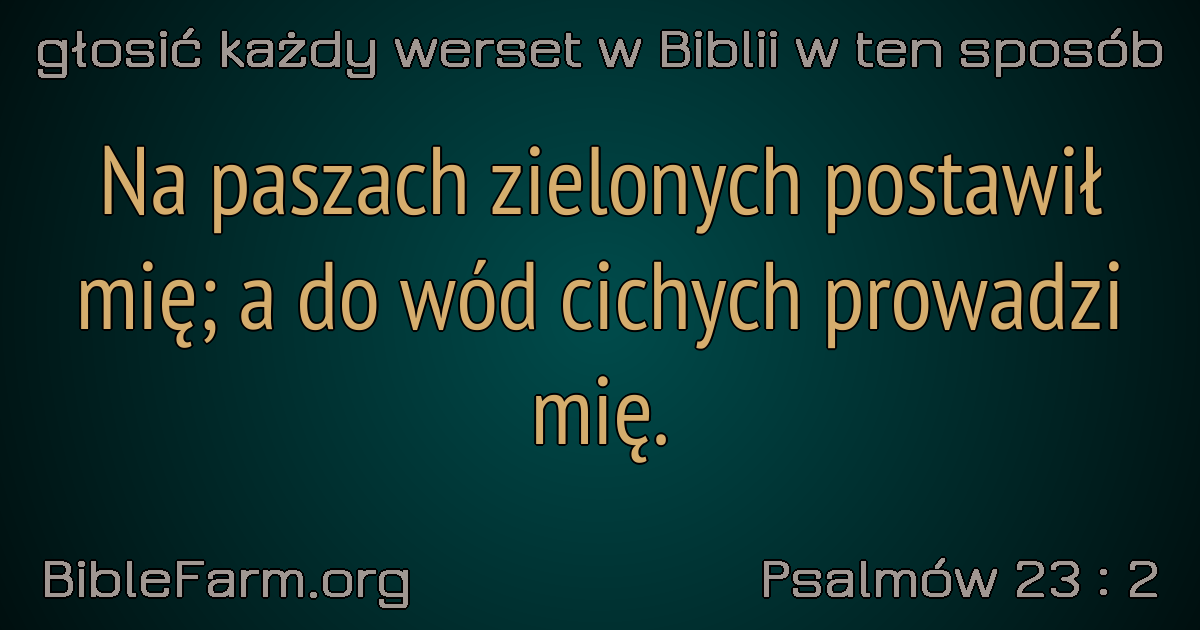 głosić każdy werset w Biblii w ten sposób
Na paszach zielonych postawił
mię; a do wód cichych prowadzi
mię.
BibleFarm.org
Psalmów 23 : 2